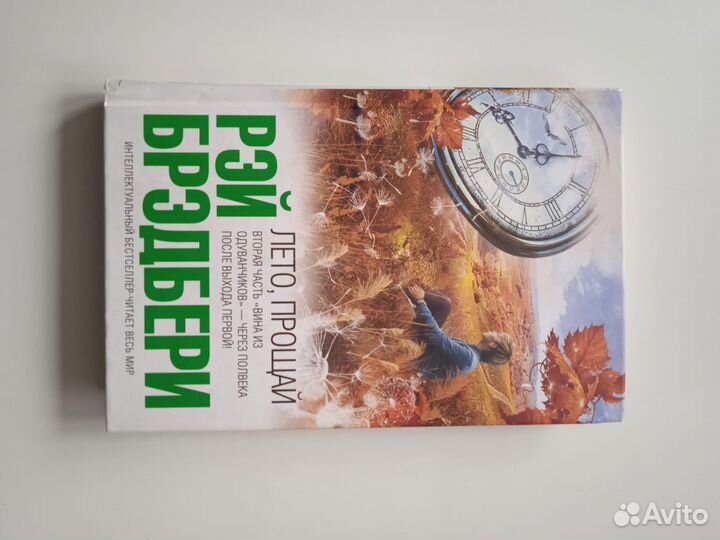 ЛЕТО, ПРОЩАЙ
ВТОРАЯ ЧАСТЬ «ВИНА ИЗ
ОДУВАНЧИКОВ» — ЧЕРЕЗ ПОЛВЕКА
ПОСЛЕ ВЫХОДА ПЕРВОЙ!
РЭЙ
БРЭДБЕРИ
ИНТЕЛЛЕКТУАЛЬНЫЙ БЕСТСЕЛЛЕР·ЧИТАЕТ ВЕСЬ МИР
Avito